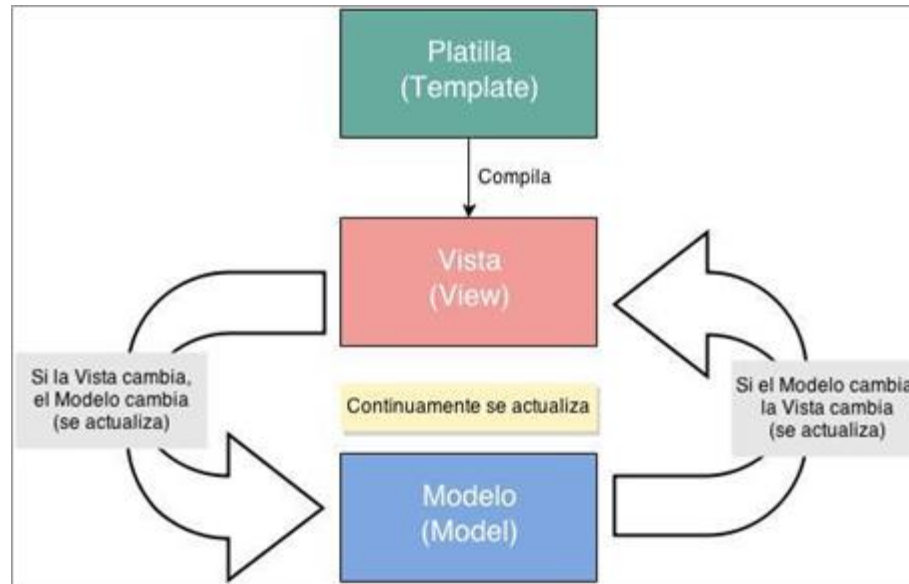 Platilla
(Template)
Compila
Vista
(View)
Si la Vista cambia,
el Modelo cambia
(se actualiza)
Continuamente se actualiza
Si el Modelo cambia
la Vista cambia
(se actualiza)
Modelo
(Model)